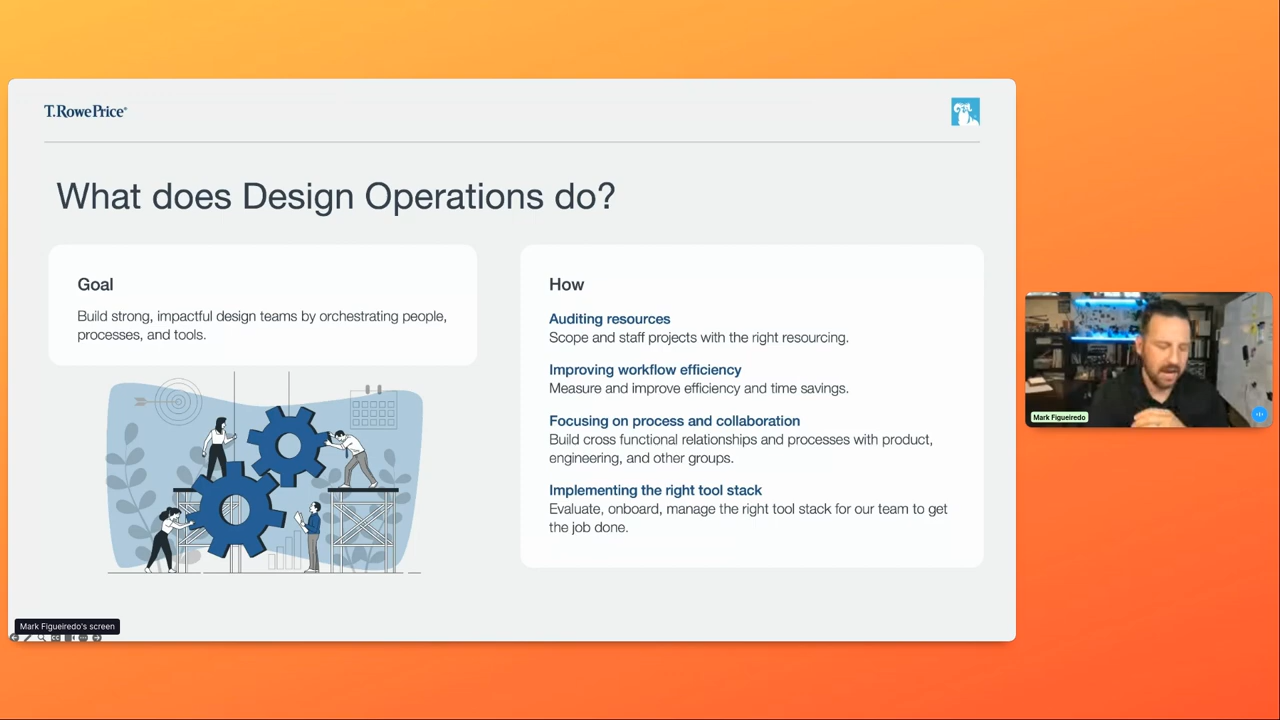 T.RowePrice®
What does Design Operations do?
Goal
Build strong, impactful design teams by orchestrating people,
processes, and tools.
How
Auditing resources
Scope and staff projects with the right resourcing.
Improving workflow efficiency
Measure and improve efficiency and time savings.
Focusing on process and collaboration
Build cross functional relationships and processes with product,
engineering, and other groups.
Implementing the right tool stack
Evaluate, onboard, manage the right tool stack for our team to get
the job done.
Mark Figueiredo's screen
Mark Figueiredo